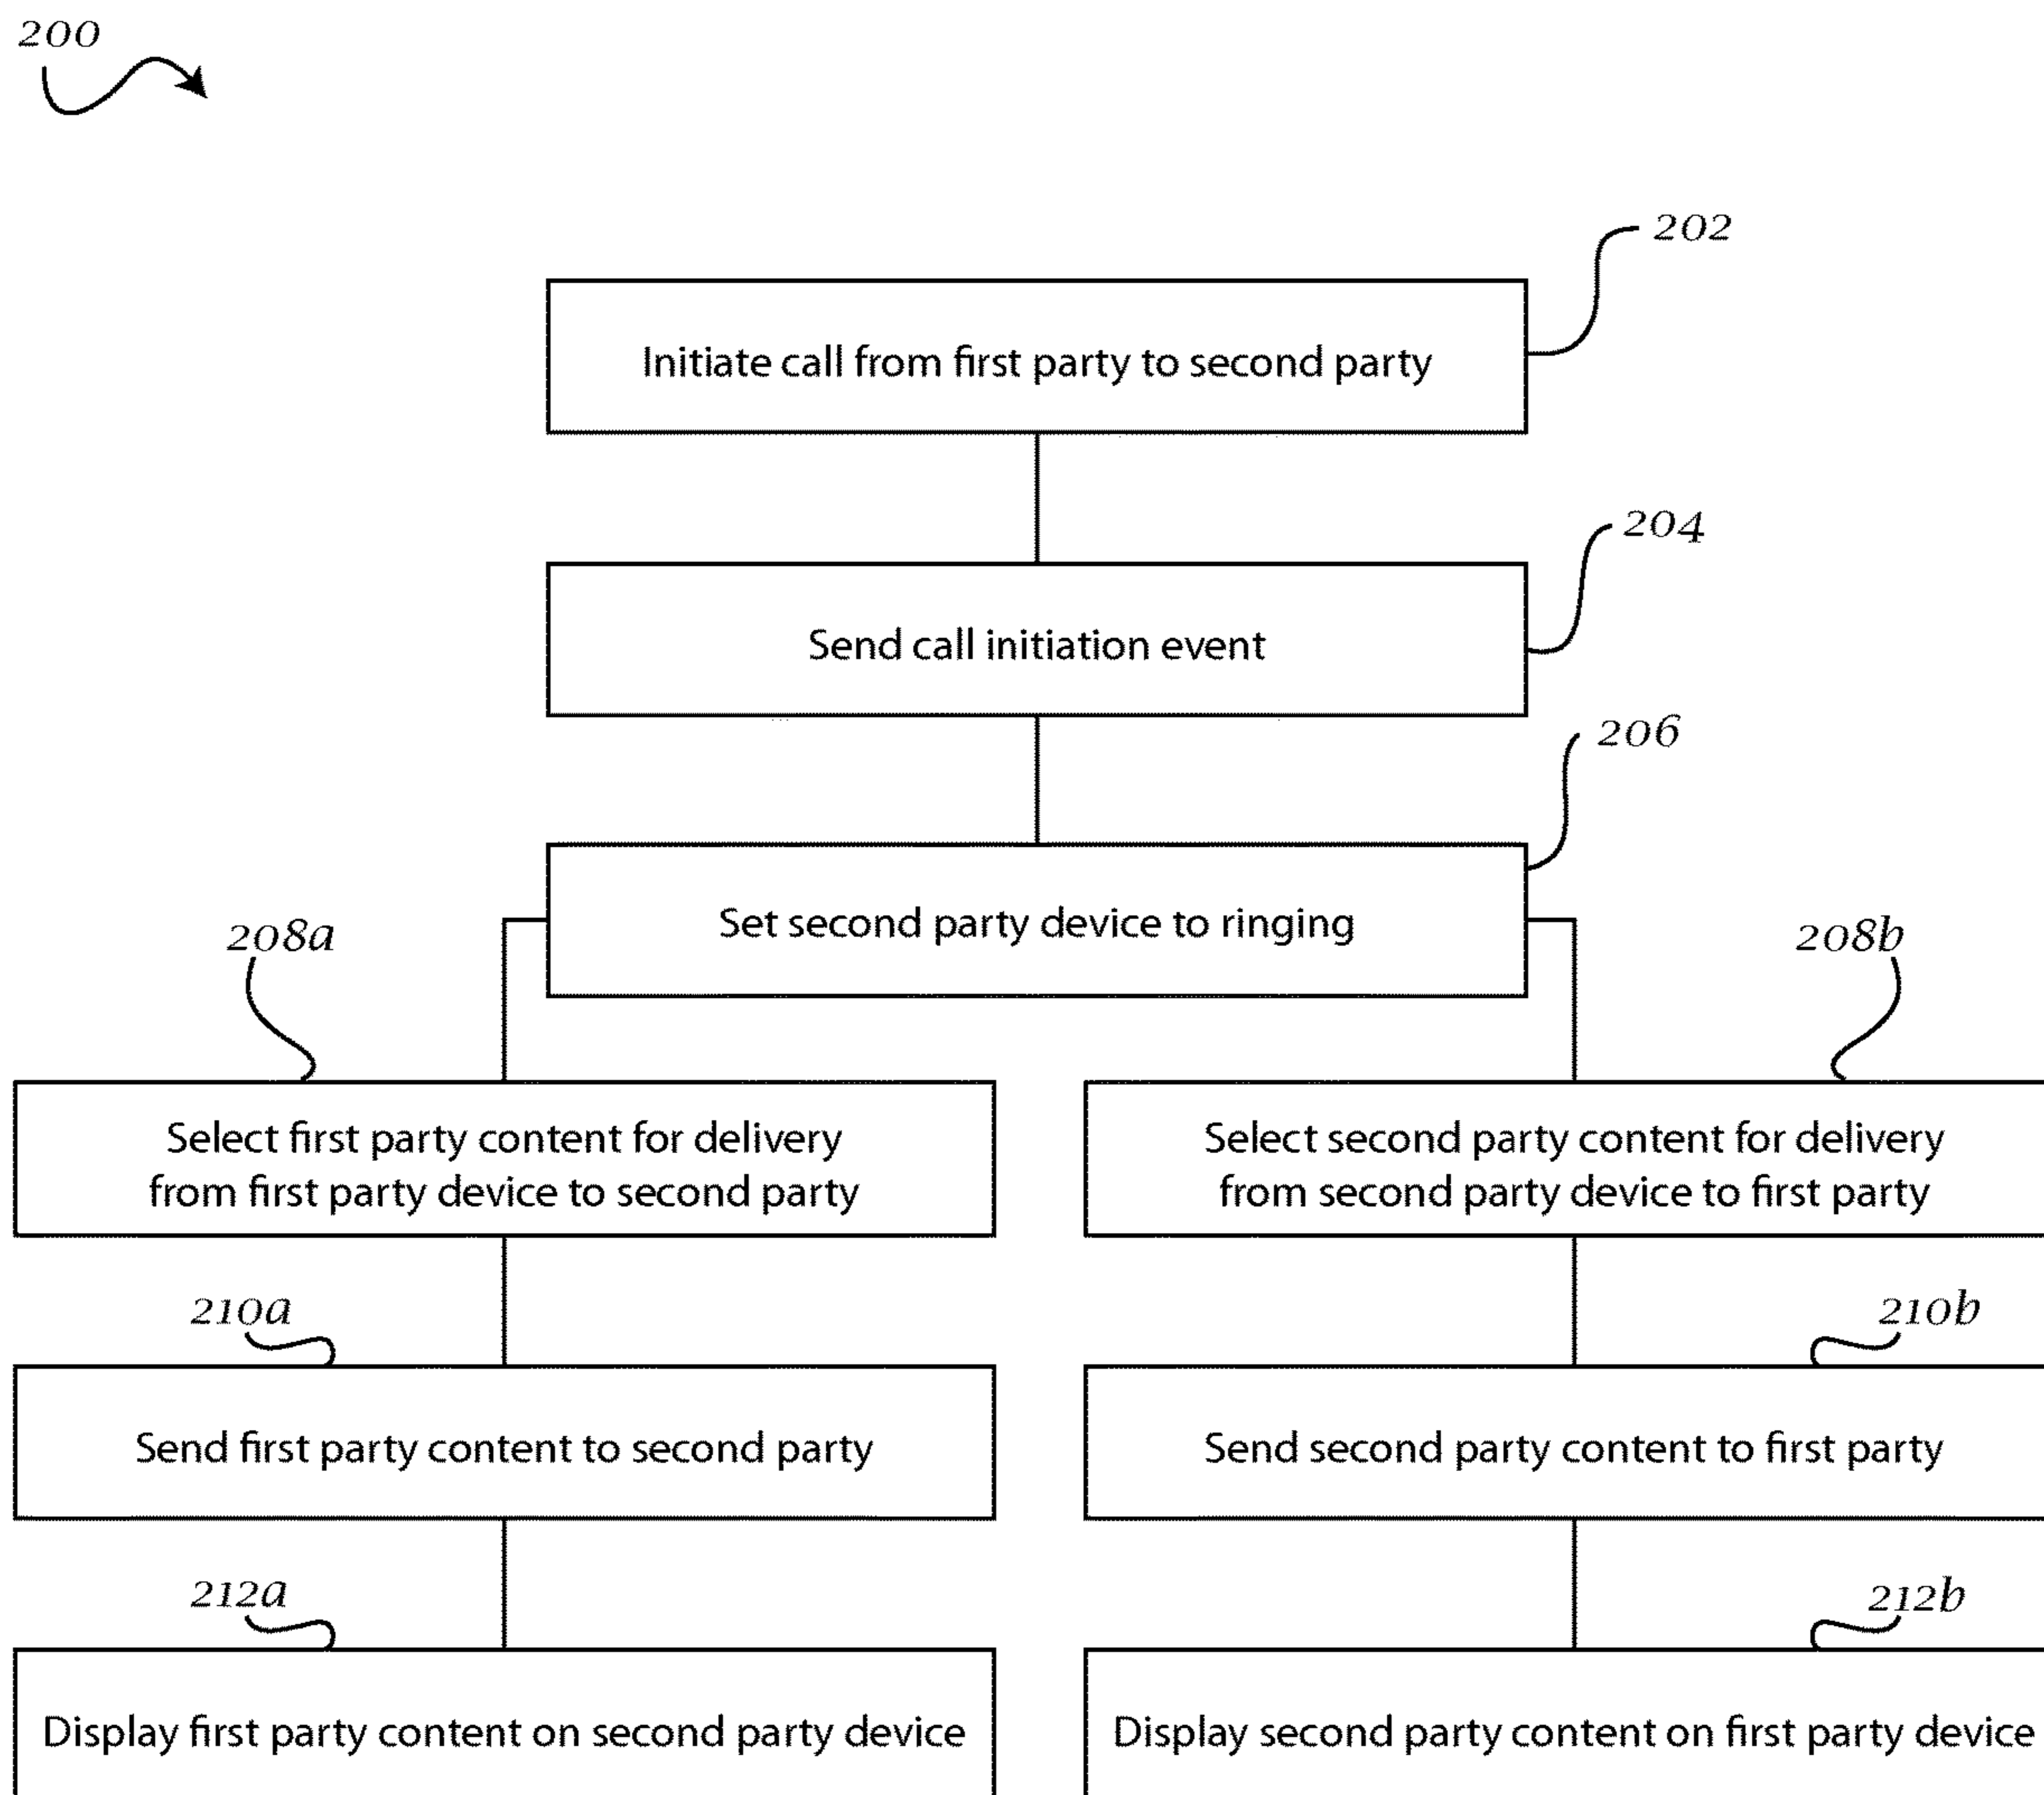 200
202
Initiate call from first party to second party
204
Send call initiation event
206
Set second party device to ringing
208a
208b
Select first party content for delivery
from first party device to second party
Select second party content for delivery
from second party device to first party
210a
210b
Send first party content to second party
Send second party content to first party
212a
212b
Display first party content on second party device
Display second party content on first party device